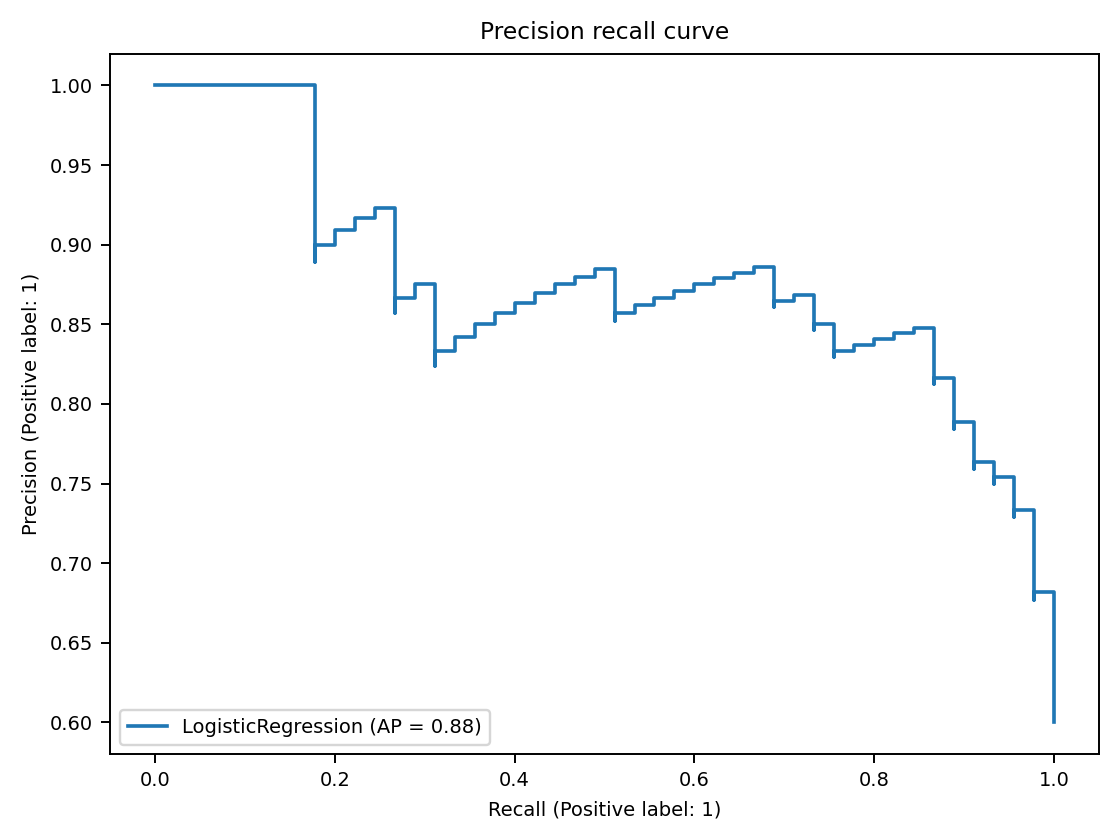 Precision recall curve
1.00
0.95
0.90
0.85
0.80
0.75
0.70
0.65
0.60
Precision (Positive label: 1)
LogisticRegression (AP = 0.88)
0.0 0.2 0.4 0.6 0.8 1.0
Recall (Positive label: 1)